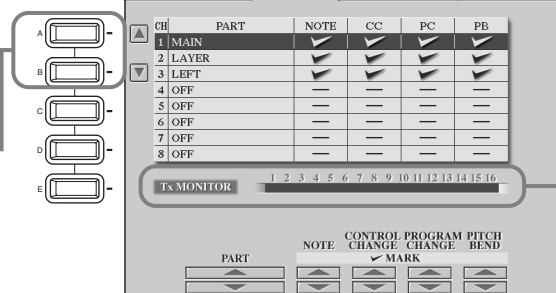 A
B
C
D
E
CH PART NOTE CC PC PB
1 MAIN
2 LAYER
3 LEFT
4 OFF — — — —
5 OFF — — — —
6 OFF — — — —
7 OFF — — — —
8 OFF — — — —
Tx MONITOR 1 2 3 4 5 6 7 8 9 10 11 12 13 14 15 16
PART NOTE CONTROL CHANGE PROGRAM CHANGE PITCH BEND
MARK